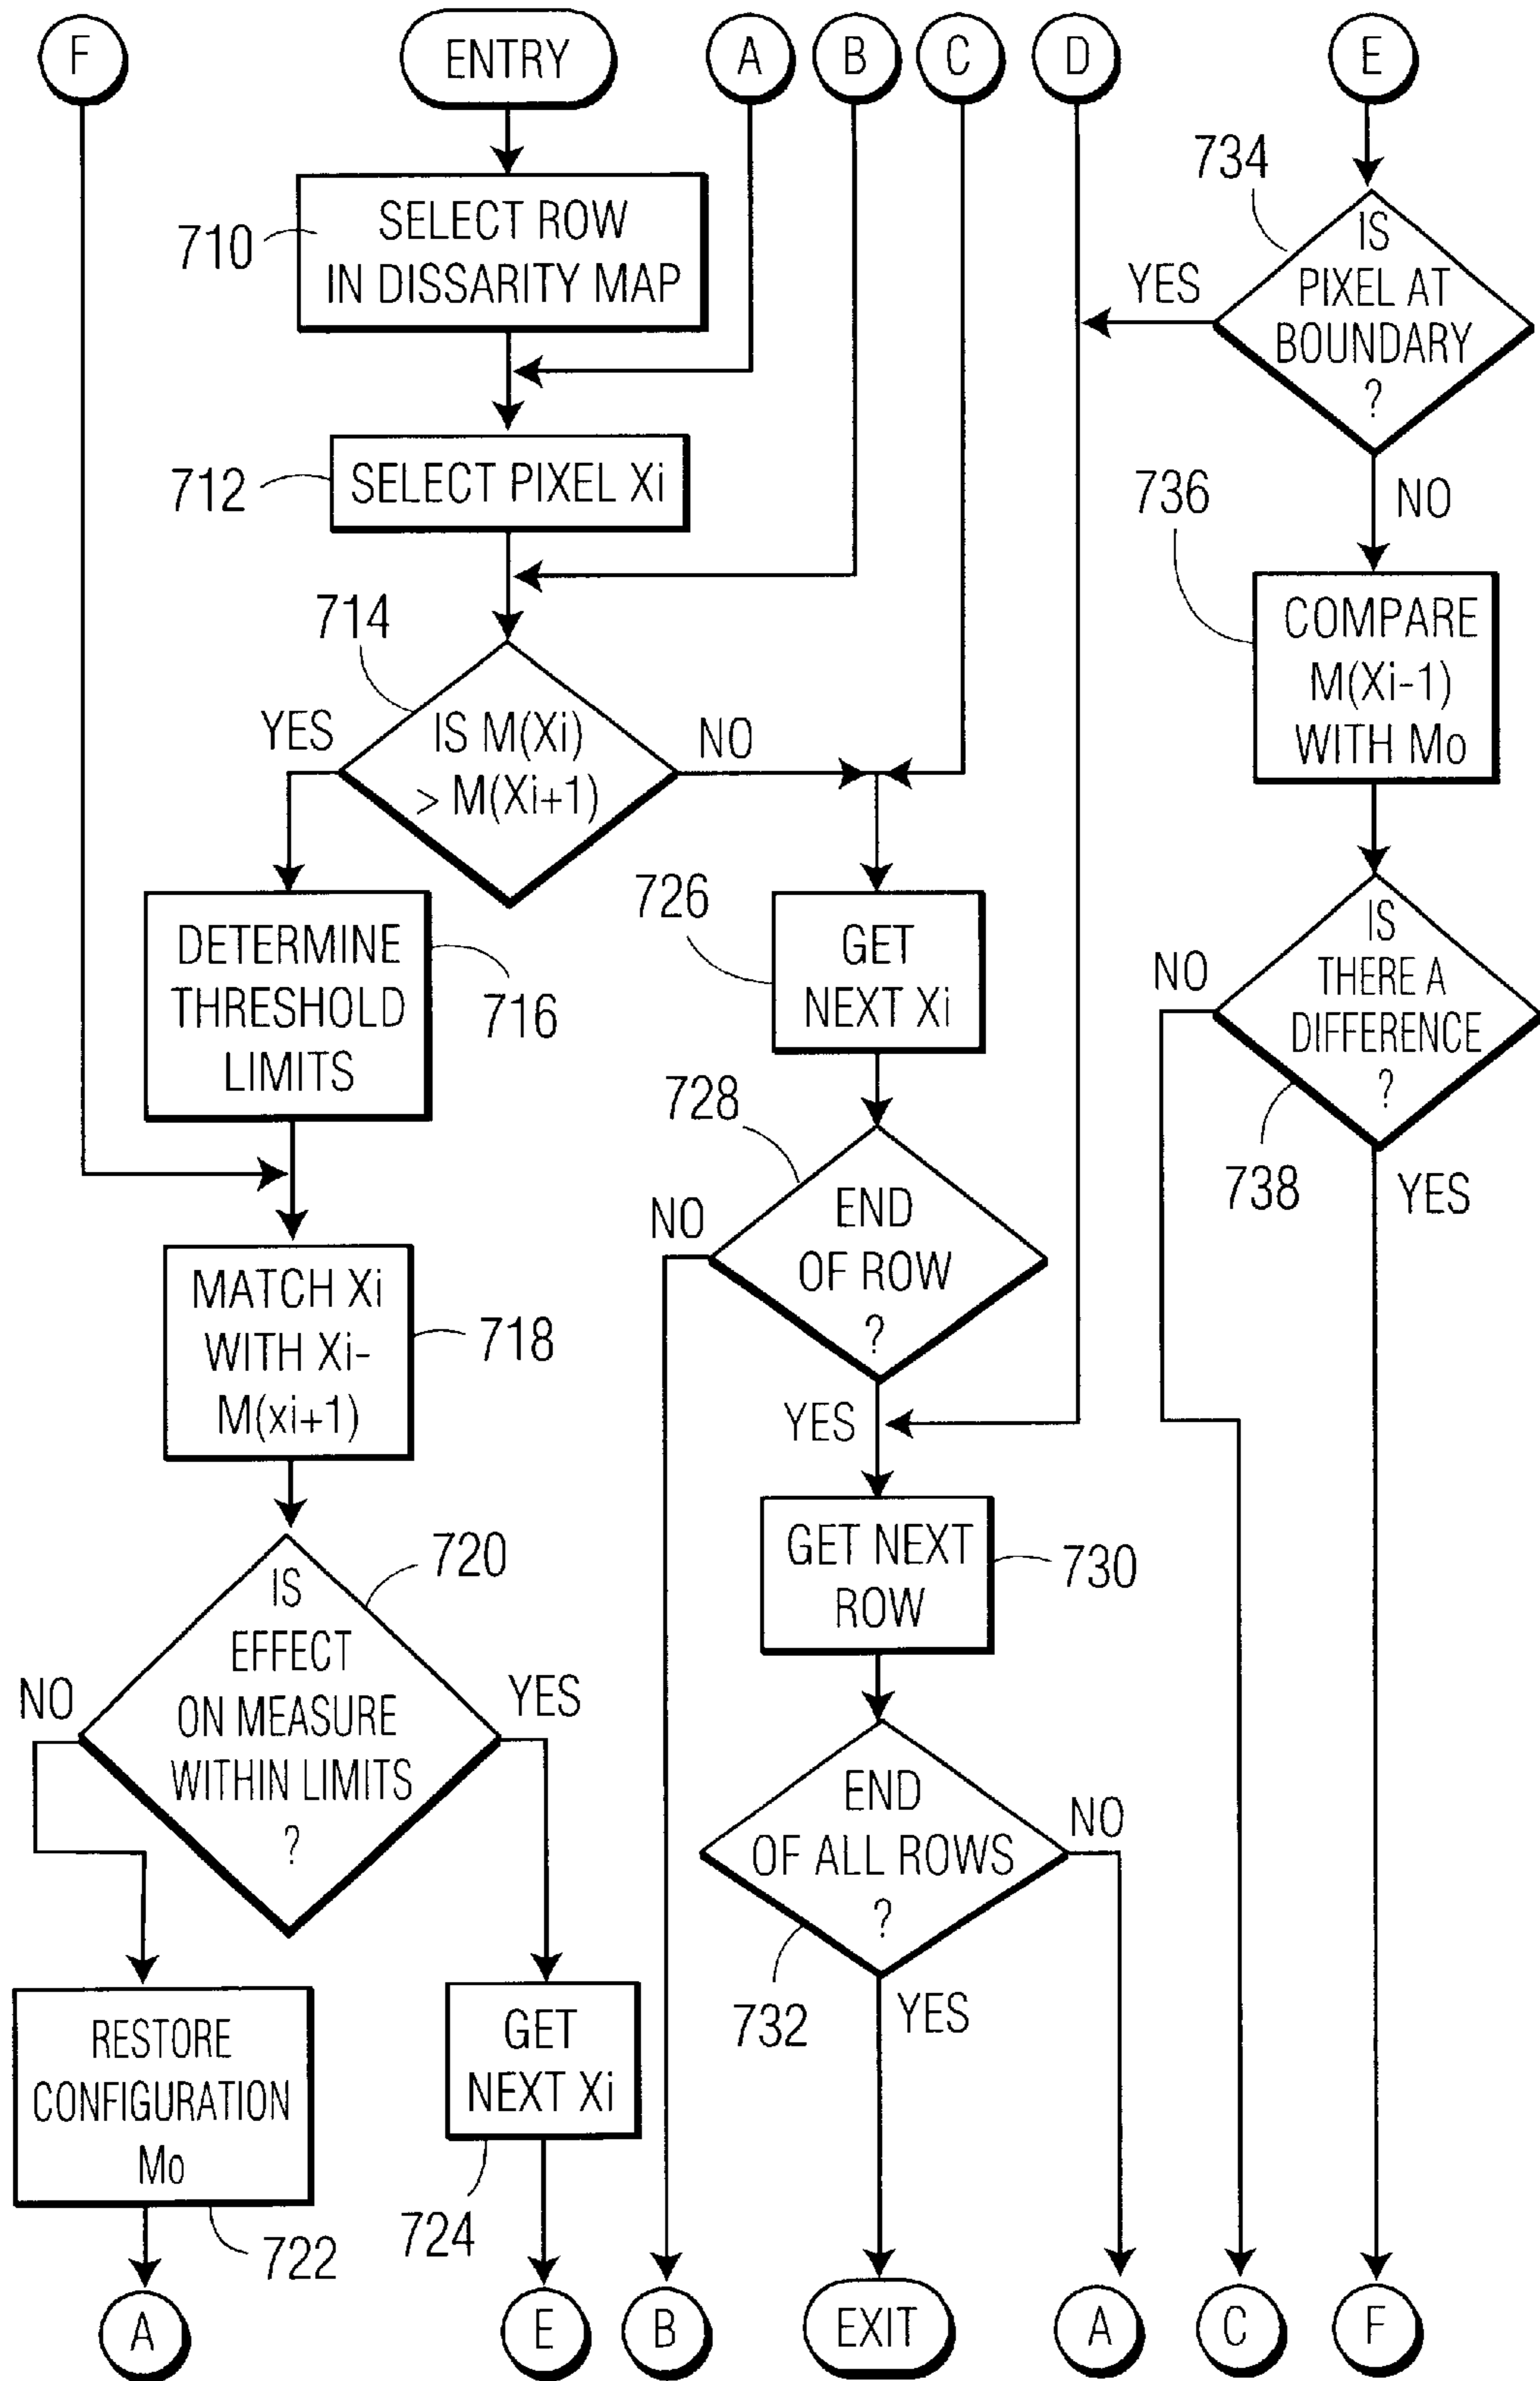 F
ENTRY
A
B
C
D
E
710
SELECT ROW
IN DISSARITY MAP
712
SELECT PIXEL Xi
714
YES
IS M(Xi)
> M(Xi+1)
NO
DETERMINE
THRESHOLD
LIMITS
716
MATCH Xi
WITH Xi-
M(xi+1)
718
720
IS
EFFECT
ON MEASURE
WITHIN LIMITS
?
NO
YES
RESTORE
CONFIGURATION
Mo
722
A
GET
NEXT Xi
724
E
726
GET
NEXT Xi
728
NO
END
OF ROW
?
YES
B
GET NEXT
ROW
730
END
OF ALL ROWS
?
NO
732
YES
EXIT
A
734
YES
IS
PIXEL AT
BOUNDARY
?
NO
736
COMPARE
M(Xi-1)
WITH Mo
NO
IS
THERE A
DIFFERENCE
?
738
YES
C
F